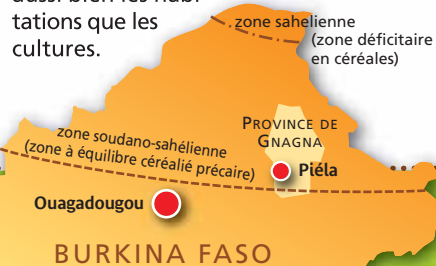 tations que les
cultures.
zone sahelienne
(zone déficitaire
en céréales)
PROVINCE DE
GNAGNA
zone soudano-sahélienne
(zone à équilibre céréalié précaire)
Piéla
Ouagadougou
BURKINA FASO